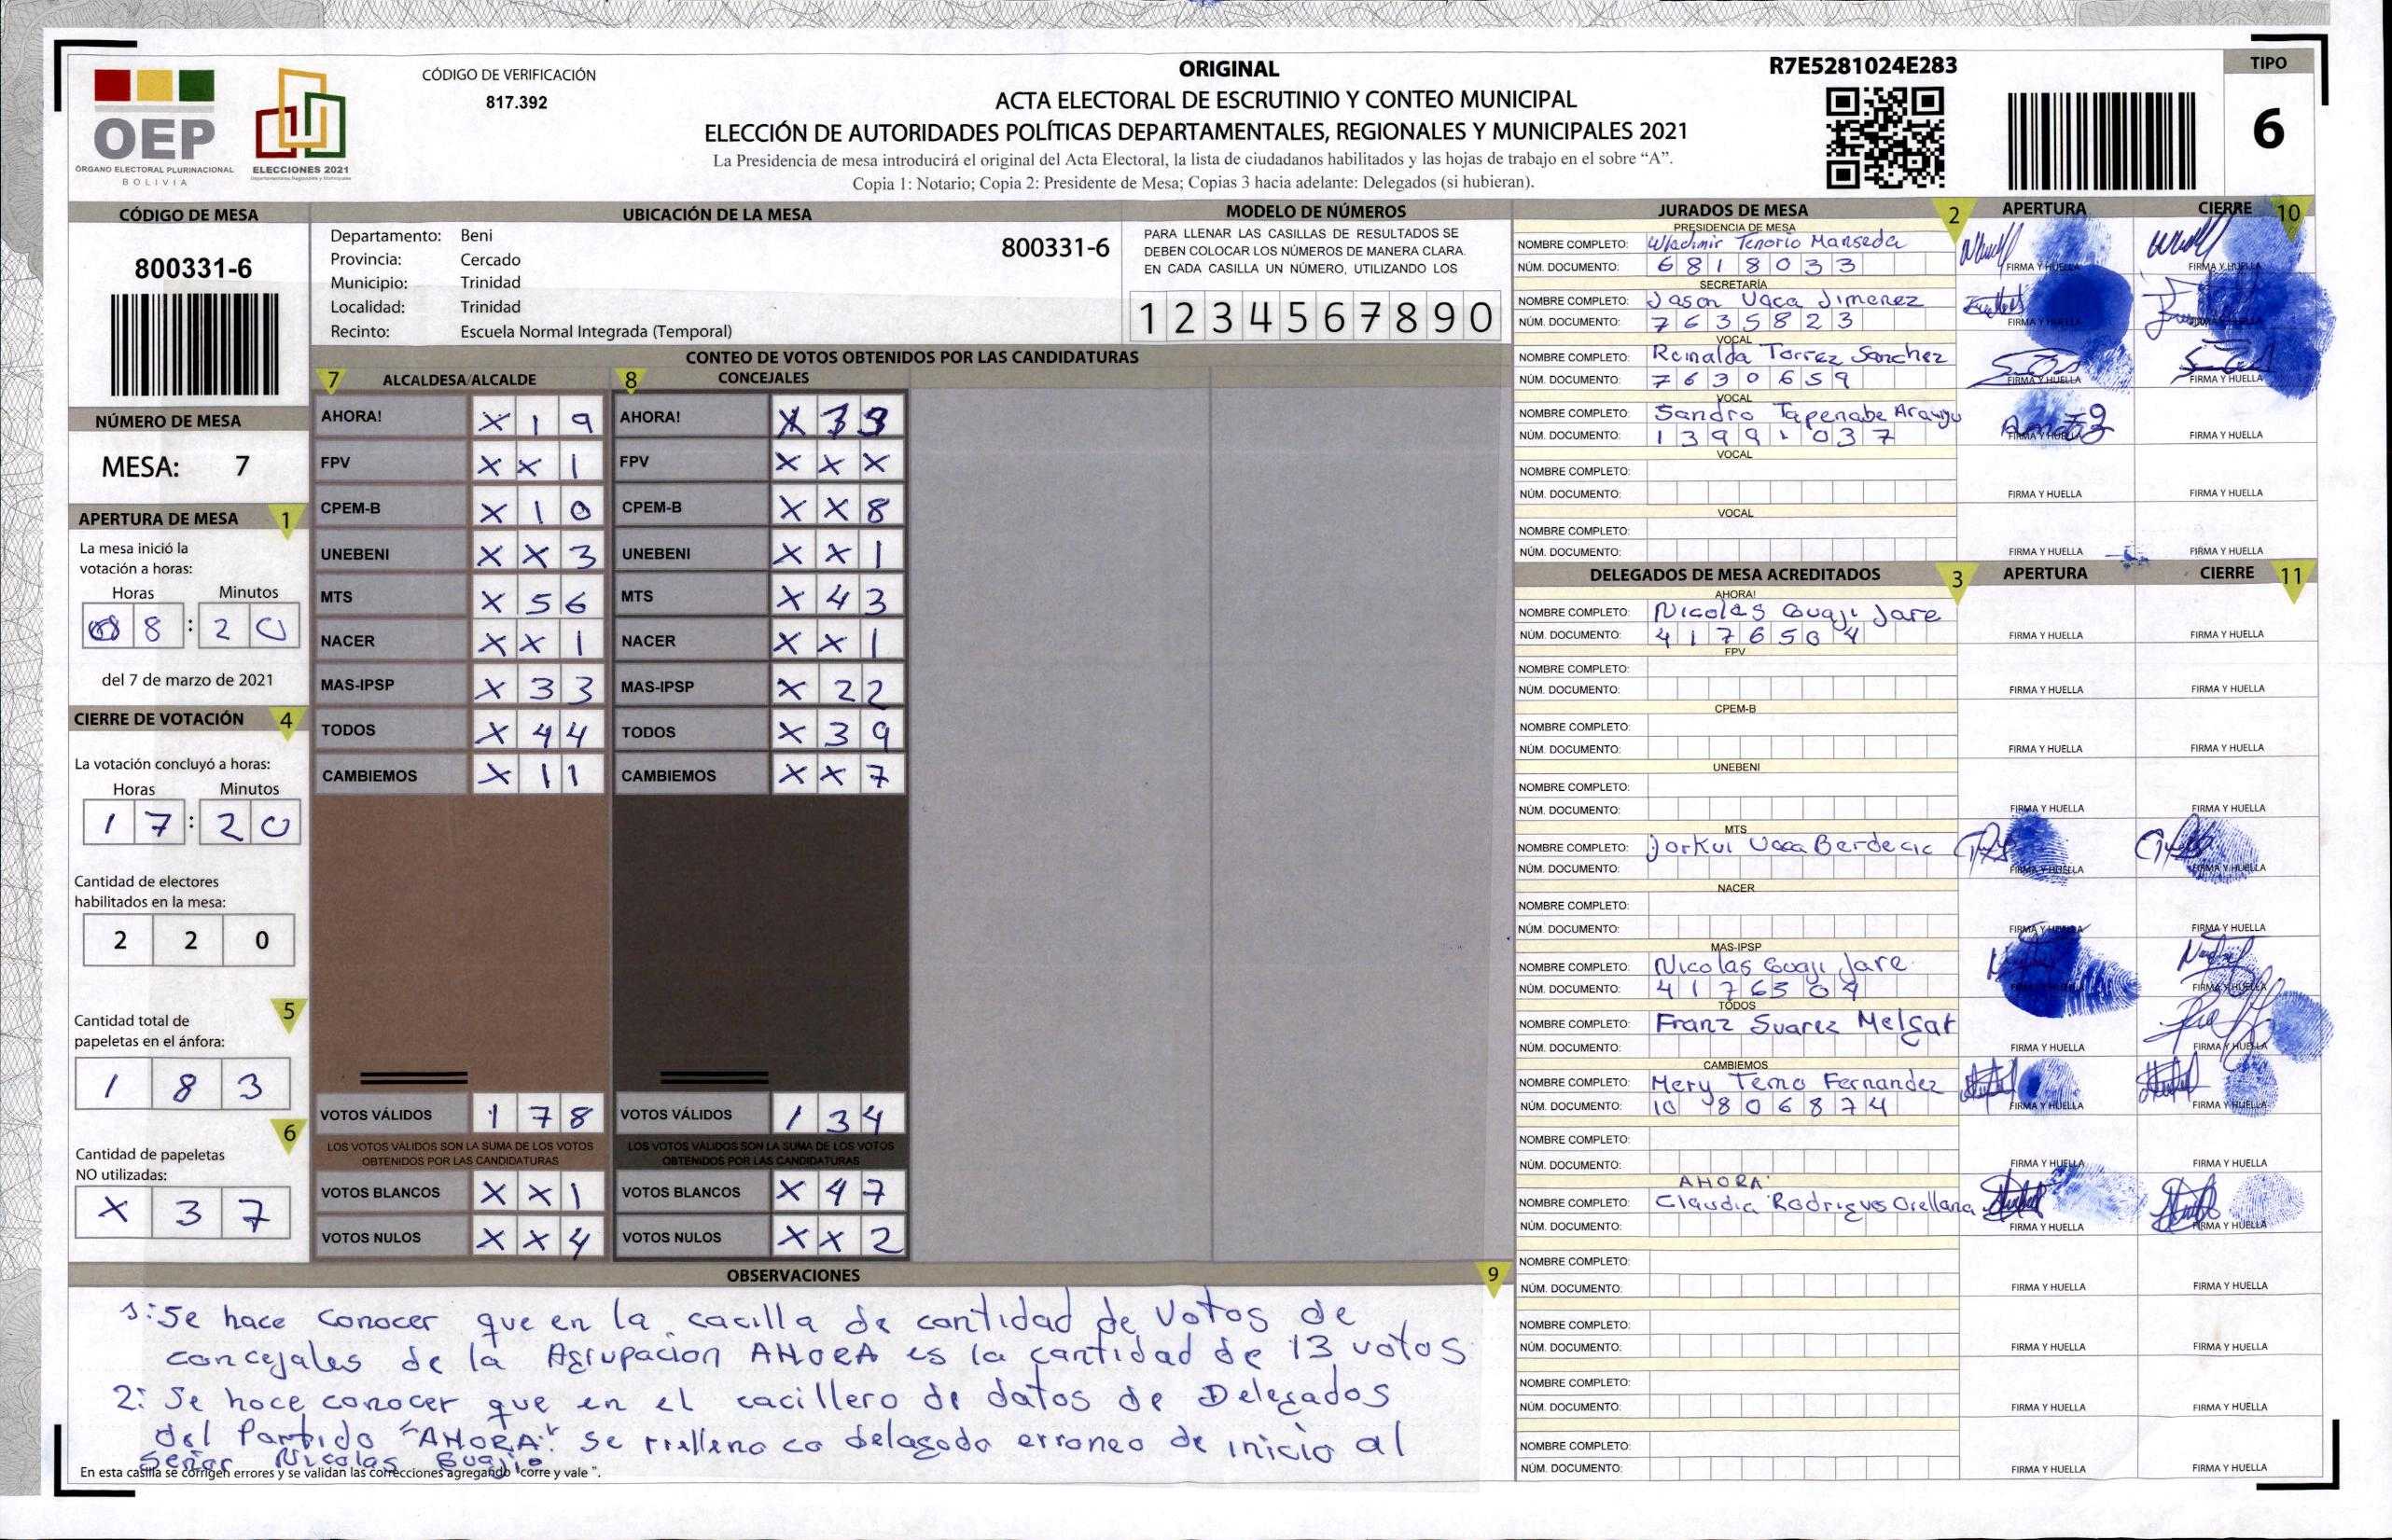 ORIGINAL
R7E5281024E283
TIPO
6
OEP
ÓRGANO ELECTORAL PLURINACIONAL
BOLIVIA
ELECCIONES 2021
Departamentales, Regionales y Municipales
CÓDIGO DE VERIFICACIÓN
817.392
ACTA ELECTORAL DE ESCRUTINIO Y CONTEO MUNICIPAL
ELECCIÓN DE AUTORIDADES POLÍTICAS DEPARTAMENTALES, REGIONALES Y MUNICIPALES 2021
La Presidencia de mesa introducirá el original del Acta Electoral, la lista de ciudadanos habilitados y las hojas de trabajo en el sobre “A”.
Copia 1: Notario; Copia 2: Presidente de Mesa; Copias 3 hacia adelante: Delegados (si hubieran).
CÓDIGO DE MESA
800331-6
NÚMERO DE MESA
MESA: 7
APERTURA DE MESA 1
La mesa inició la
votación a horas:
Horas Minutos
08 : 20
del 7 de marzo de 2021
CIERRE DE VOTACIÓN 4
La votación concluyó a horas:
Horas Minutos
17 : 20
Cantidad de electores
habilitados en la mesa:
2 2 0
5
Cantidad total de
papeletas en el ánfora:
1 8 3
6
Cantidad de papeletas
NO utilizadas:
X 3 7
UBICACIÓN DE LA MESA
Departamento: Beni
Provincia: Cercado
Municipio: Trinidad
Localidad: Trinidad
Recinto: Escuela Normal Integrada (Temporal)
800331-6
MODELO DE NÚMEROS
PARA LLENAR LAS CASILLAS DE RESULTADOS SE
DEBEN COLOCAR LOS NÚMEROS DE MANERA CLARA.
EN CADA CASILLA UN NÚMERO, UTILIZANDO LOS
1 2 3 4 5 6 7 8 9 0
CONTEO DE VOTOS OBTENIDOS POR LAS CANDIDATURAS
7 ALCALDESA/ALCALDE 8 CONCEJALES
AHORA! X 1 9 AHORA! X 3 3
FPV X X 1 FPV X X X
CPEM-B X 1 0 CPEM-B X X 8
UNEBENI X X 3 UNEBENI X X 1
MTS X 5 6 MTS X 4 3
NACER X X 1 NACER X X 1
MAS-IPSP X 3 3 MAS-IPSP X 2 2
TODOS X 4 4 TODOS X 3 9
CAMBIEMOS X 1 1 CAMBIEMOS X X 7
VOTOS VÁLIDOS 1 7 8 VOTOS VÁLIDOS 1 3 4
LOS VOTOS VÁLIDOS SON LA SUMA DE LOS VOTOS
OBTENIDOS POR LAS CANDIDATURAS
LOS VOTOS VÁLIDOS SON LA SUMA DE LOS VOTOS
OBTENIDOS POR LAS CANDIDATURAS
VOTOS BLANCOS X X 1 VOTOS BLANCOS X 4 7
VOTOS NULOS X X 4 VOTOS NULOS X X 2
OBSERVACIONES 9
1: Se hace conocer que en la cacilla de cantidad de Votos de
concejales de la Agrupacion AHORA es la cantidad de 13 votos
2: Se hace conocer que en el cacillero de datos de Delegados
del Partido "AHORA". se rrelleno co delagado erroneo de inicio al
Señor Nicolas Guajio
En esta casilla se corrigen errores y se validan las correcciones agregando "corre y vale".
JURADOS DE MESA 2 APERTURA CIERRE 10
PRESIDENCIA DE MESA
NOMBRE COMPLETO: Wladimir Tenorio Manseda
NÚM. DOCUMENTO: 6818033
FIRMA Y HUELLA FIRMA Y HUELLA
SECRETARÍA
NOMBRE COMPLETO: Jason Vaca Jimenez
NÚM. DOCUMENTO: 7635823
FIRMA Y HUELLA
VOCAL
NOMBRE COMPLETO: Reinalda Torrez Sanchez
NÚM. DOCUMENTO: 7630659
FIRMA Y HUELLA FIRMA Y HUELLA
VOCAL
NOMBRE COMPLETO: Sandro Tapenabe
NÚM. DOCUMENTO:
FIRMA Y HUELLA FIRMA Y HUELLA
VOCAL
NOMBRE COMPLETO:
NÚM. DOCUMENTO:
FIRMA Y HUELLA FIRMA Y HUELLA
VOCAL
NOMBRE COMPLETO:
NÚM. DOCUMENTO:
FIRMA Y HUELLA FIRMA Y HUELLA
DELEGADOS DE MESA ACREDITADOS 3 APERTURA CIERRE 11
AHORA!
NOMBRE COMPLETO: Nicolas Guaji Jare
NÚM. DOCUMENTO: 4176504
FIRMA Y HUELLA FIRMA Y HUELLA
FPV
NOMBRE COMPLETO:
NÚM. DOCUMENTO:
FIRMA Y HUELLA FIRMA Y HUELLA
CPEM-B
NOMBRE COMPLETO:
NÚM. DOCUMENTO:
FIRMA Y HUELLA FIRMA Y HUELLA
UNEBENI
NOMBRE COMPLETO:
NÚM. DOCUMENTO:
FIRMA Y HUELLA FIRMA Y HUELLA
MTS
NOMBRE COMPLETO: Vaca
NÚM. DOCUMENTO:
FIRMA Y HUELLA FIRMA Y HUELLA
NACER
NOMBRE COMPLETO:
NÚM. DOCUMENTO:
FIRMA Y HUELLA FIRMA Y HUELLA
MAS-IPSP
NOMBRE COMPLETO: Nicolas Guaji Jare
NÚM. DOCUMENTO: 4176504
FIRMA Y HUELLA
TODOS
NOMBRE COMPLETO: Franz Suarez Melgar
NÚM. DOCUMENTO:
FIRMA Y HUELLA FIRMA Y HUELLA
CAMBIEMOS
NOMBRE COMPLETO: Mery Temo Fernandez
NÚM. DOCUMENTO: 10806874
FIRMA Y HUELLA FIRMA Y HUELLA
NOMBRE COMPLETO:
NÚM. DOCUMENTO:
FIRMA Y HUELLA FIRMA Y HUELLA
AHORA
NOMBRE COMPLETO: Claudia Rodrigues Orellana
NÚM. DOCUMENTO:
FIRMA Y HUELLA FIRMA Y HUELLA
NOMBRE COMPLETO:
NÚM. DOCUMENTO:
FIRMA Y HUELLA FIRMA Y HUELLA
NOMBRE COMPLETO:
NÚM. DOCUMENTO:
FIRMA Y HUELLA FIRMA Y HUELLA
NOMBRE COMPLETO:
NÚM. DOCUMENTO:
FIRMA Y HUELLA FIRMA Y HUELLA
NOMBRE COMPLETO:
NÚM. DOCUMENTO:
FIRMA Y HUELLA FIRMA Y HUELLA